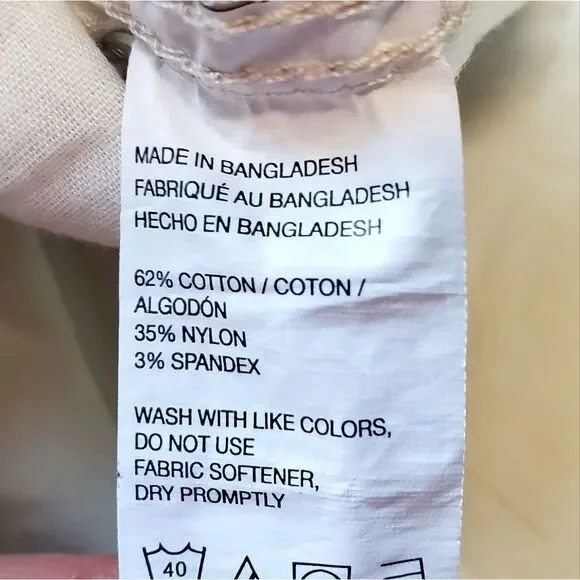 MADE IN BANGLADESH
FABRIQUÉ AU BANGLADESH
HECHO EN BANGLADESH
62% COTTON / COTON /
ALGODÓN
35% NYLON
3% SPANDEX
WASH WITH LIKE COLORS,
DO NOT USE
FABRIC SOFTENER,
DRY PROMPTLY
40